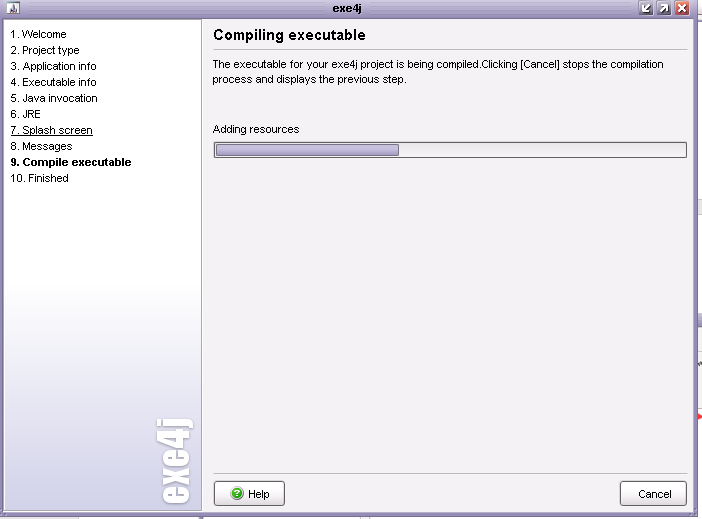 exe4j
1. Welcome
2. Project type
3. Application info
4. Executable info
5. Java invocation
6. JRE
7. Splash screen
8. Messages
9. Compile executable
10. Finished
exe4j
Compiling executable
The executable for your exe4j project is being compiled.Clicking [Cancel] stops the compilation
process and displays the previous step.
Adding resources
Help
Cancel